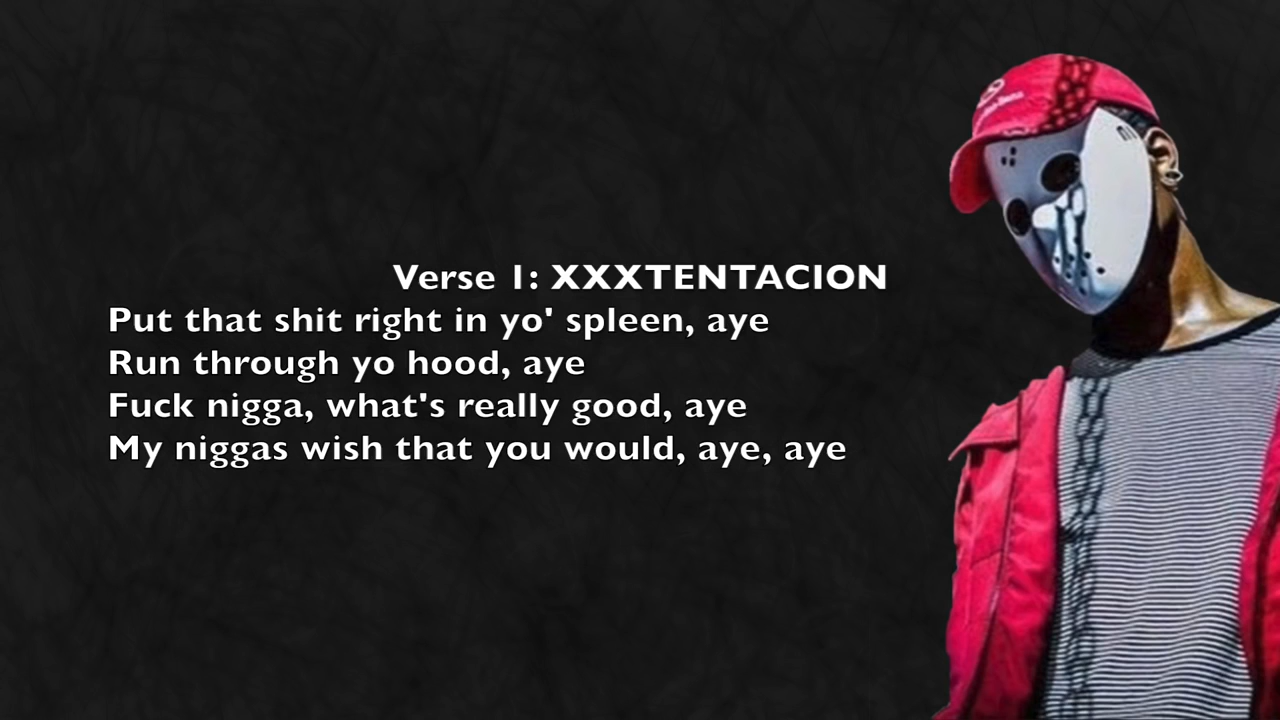 Verse 1: XXXTENTACION
Put that shit right in yo' spleen, aye
Run through yo hood, aye
Fuck nigga, what's really good, aye
My niggas wish that you would, aye, aye